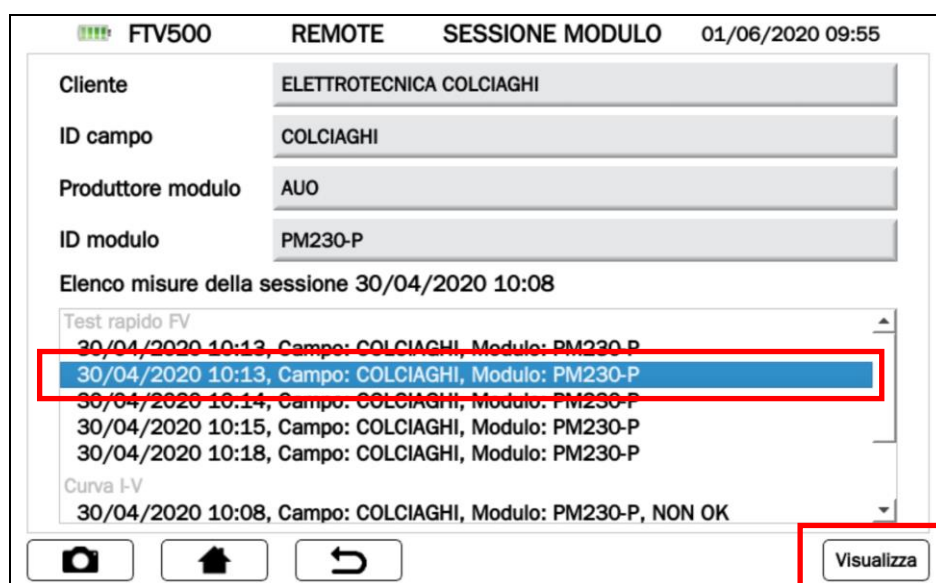 FTV500 REMOTE SESSIONE MODULO 01/06/2020 09:55
Cliente ELETTROTECNICA COLCIAGHI
ID campo COLCIAGHI
Produttore modulo AUO
ID modulo PM230-P
Elenco misure della sessione 30/04/2020 10:08
Test rapido FV
30/04/2020 10:13, Campo: COLCIAGHI, Modulo: PM230-P
30/04/2020 10:13, Campo: COLCIAGHI, Modulo: PM230-P
30/04/2020 10:14, Campo: COLCIAGHI, Modulo: PM230-P
30/04/2020 10:15, Campo: COLCIAGHI, Modulo: PM230-P
30/04/2020 10:18, Campo: COLCIAGHI, Modulo: PM230-P
Curva I-V
30/04/2020 10:08, Campo: COLCIAGHI, Modulo: PM230-P, NON OK
Visualizza